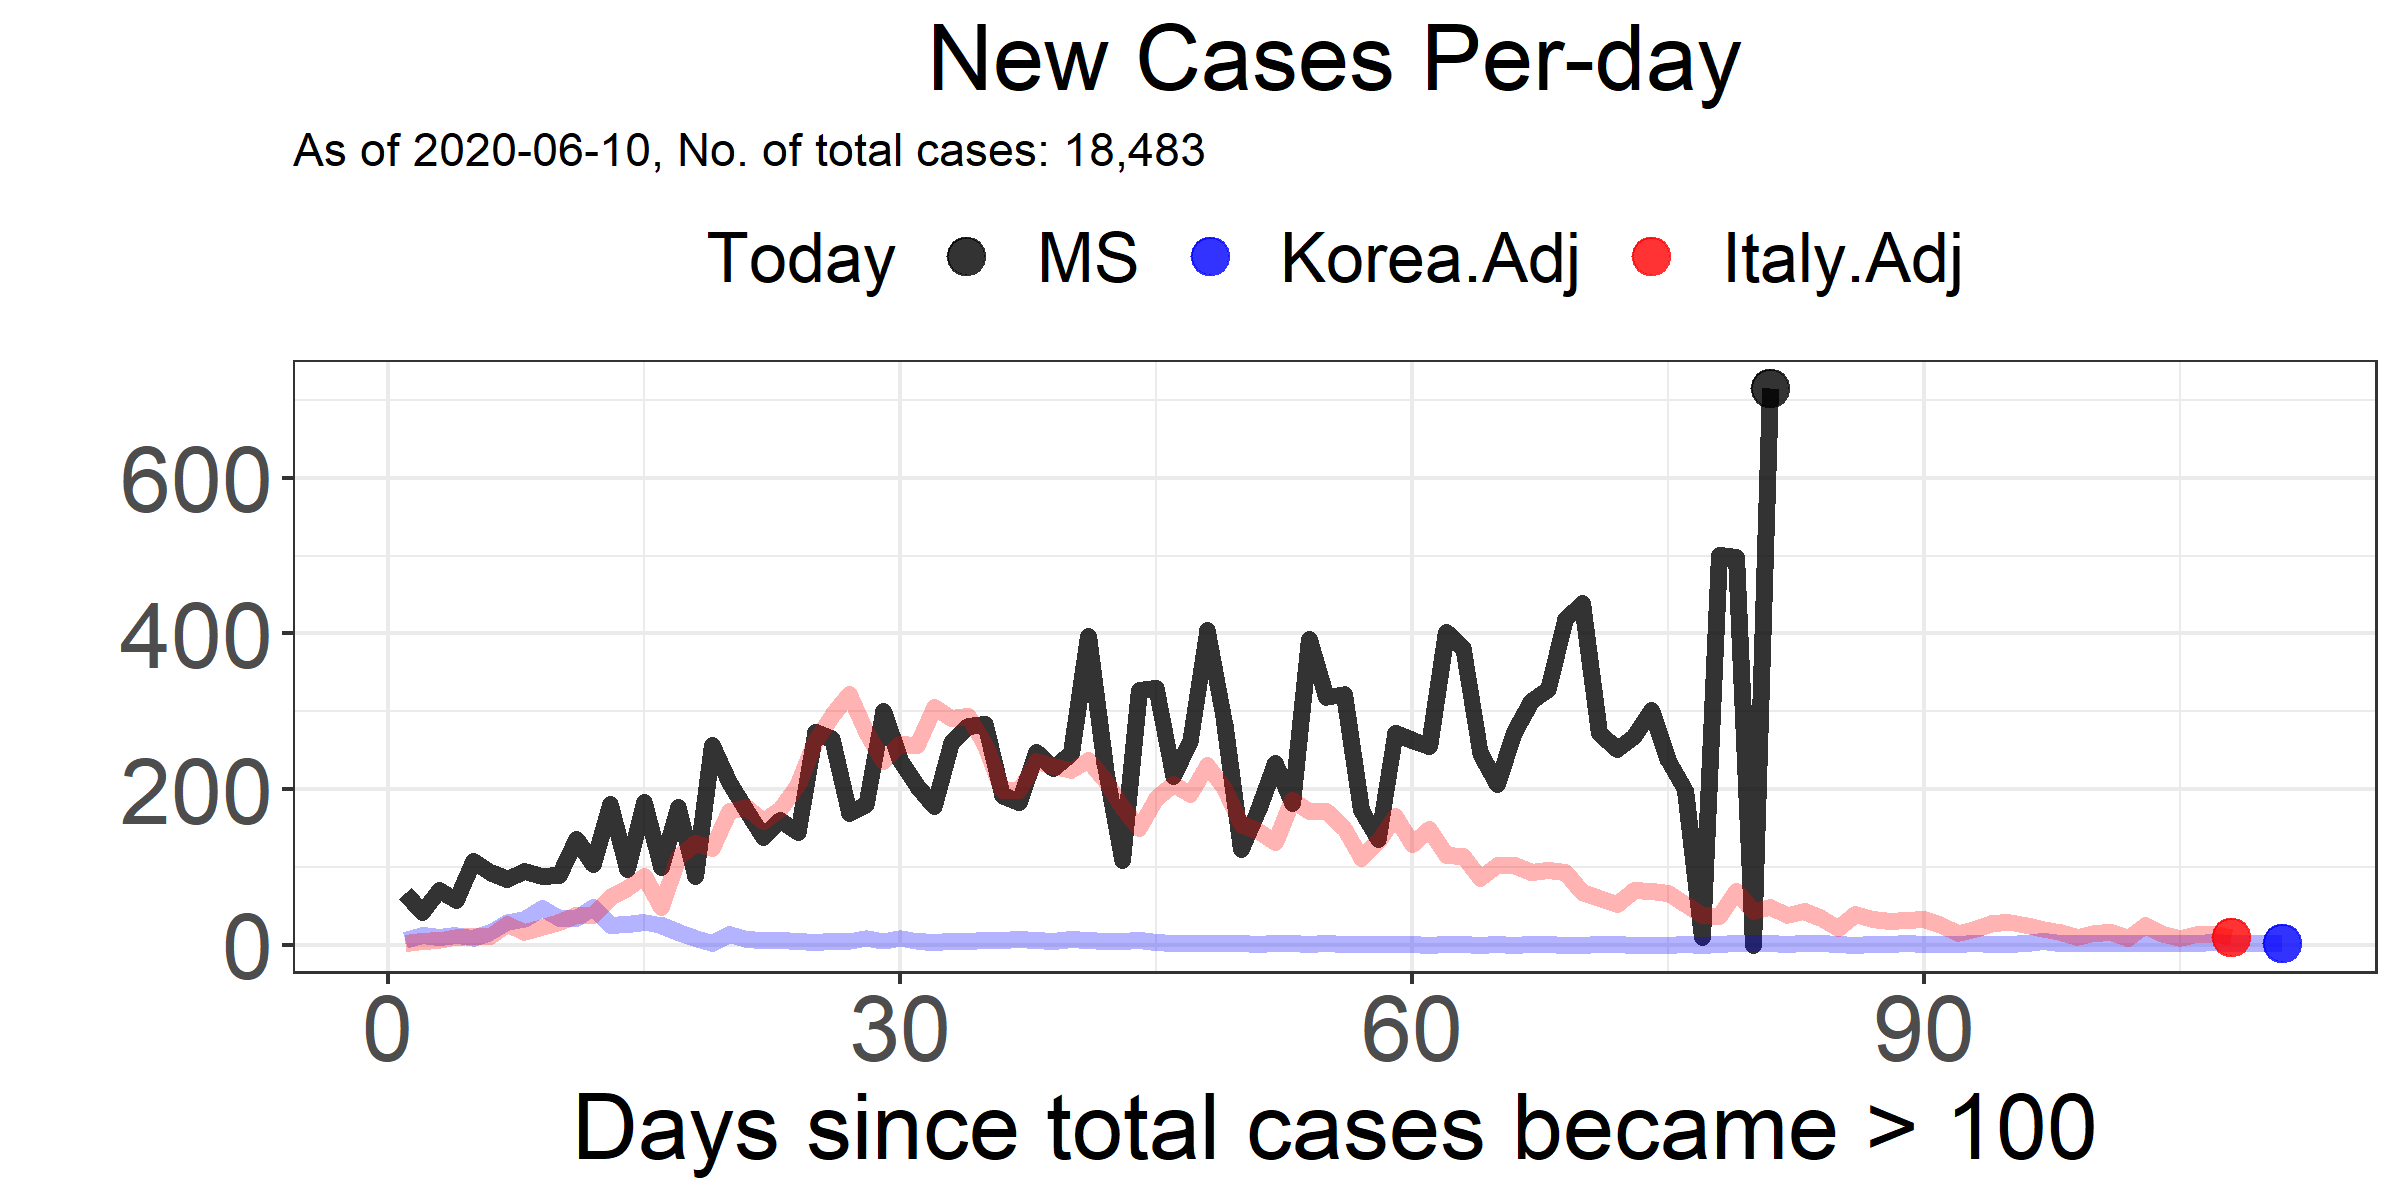 New Cases Per-day
As of 2020-06-10, No. of total cases: 18,483
Today MS Korea.Adj Italy.Adj
600
400
200
0
0 30 60 90
Days since total cases became > 100